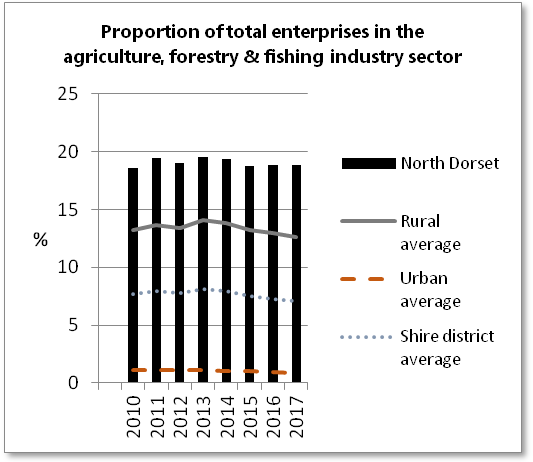 Proportion of total enterprises in the
agriculture, forestry & fishing industry sector
25
20
15
10
5
0
%
2010
2011
2012
2013
2014
2015
2016
2017
North Dorset
Rural
average
Urban
average
Shire district
average